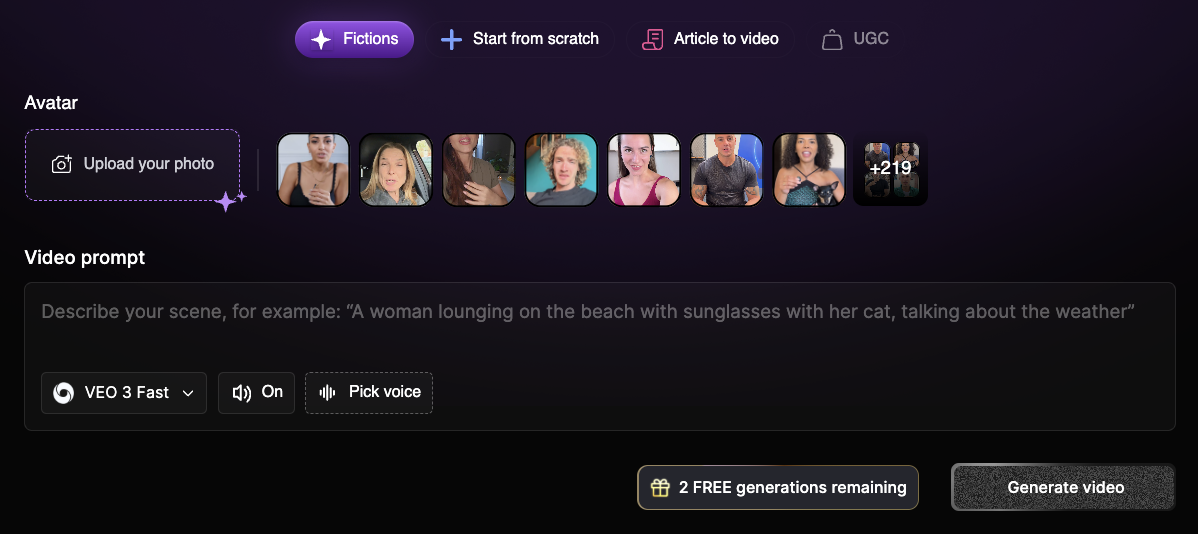 Fictions
Start from scratch
Article to video
UGC
Avatar
Upload your photo
+219
Video prompt
Describe your scene, for example: “A woman lounging on the beach with sunglasses with her cat, talking about the weather”
VEO 3 Fast
On
Pick voice
2 FREE generations remaining
Generate video